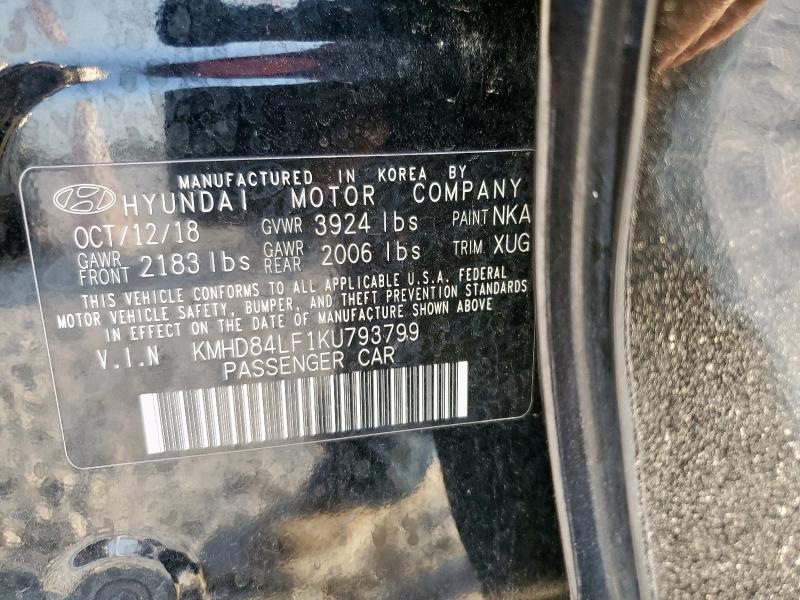 MANUFACTURED IN KOREA BY
HYUNDAI MOTOR COMPANY
OCT/12/18 GVWR 3924 lbs PAINT NKA
GAWR FRONT 2183 lbs GAWR REAR 2006 lbs TRIM XUG
THIS VEHICLE CONFORMS TO ALL APPLICABLE U.S.A. FEDERAL
MOTOR VEHICLE SAFETY, BUMPER, AND THEFT PREVENTION STANDARDS
IN EFFECT ON THE DATE OF MANUFACTURE SHOWN ABOVE
V.I.N KMHD84LF1KU793799
PASSENGER CAR